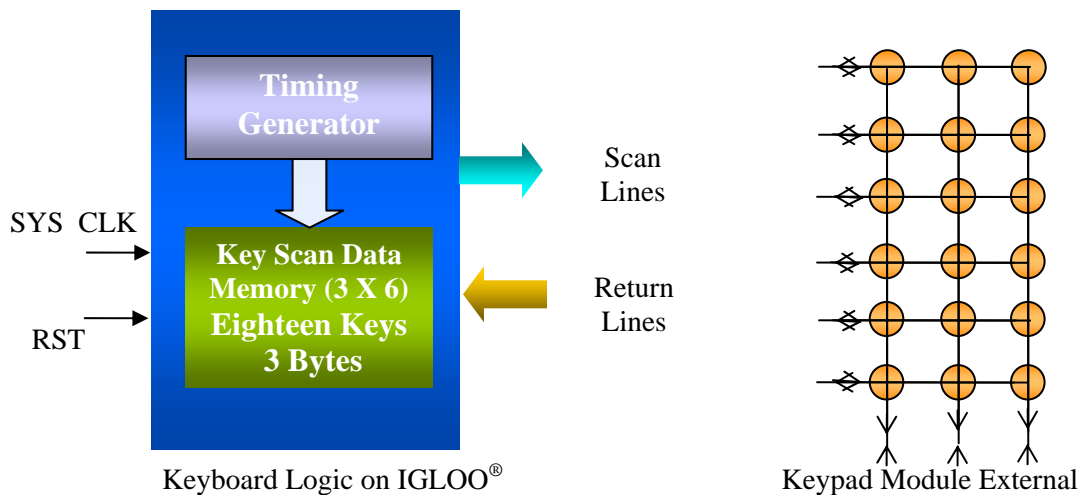 Timing
Generator
Scan
Lines
SYS CLK
Key Scan Data
Memory (3 X 6)
Eighteen Keys
3 Bytes
Return
Lines
RST
Keyboard Logic on IGLOO®
Keypad Module External